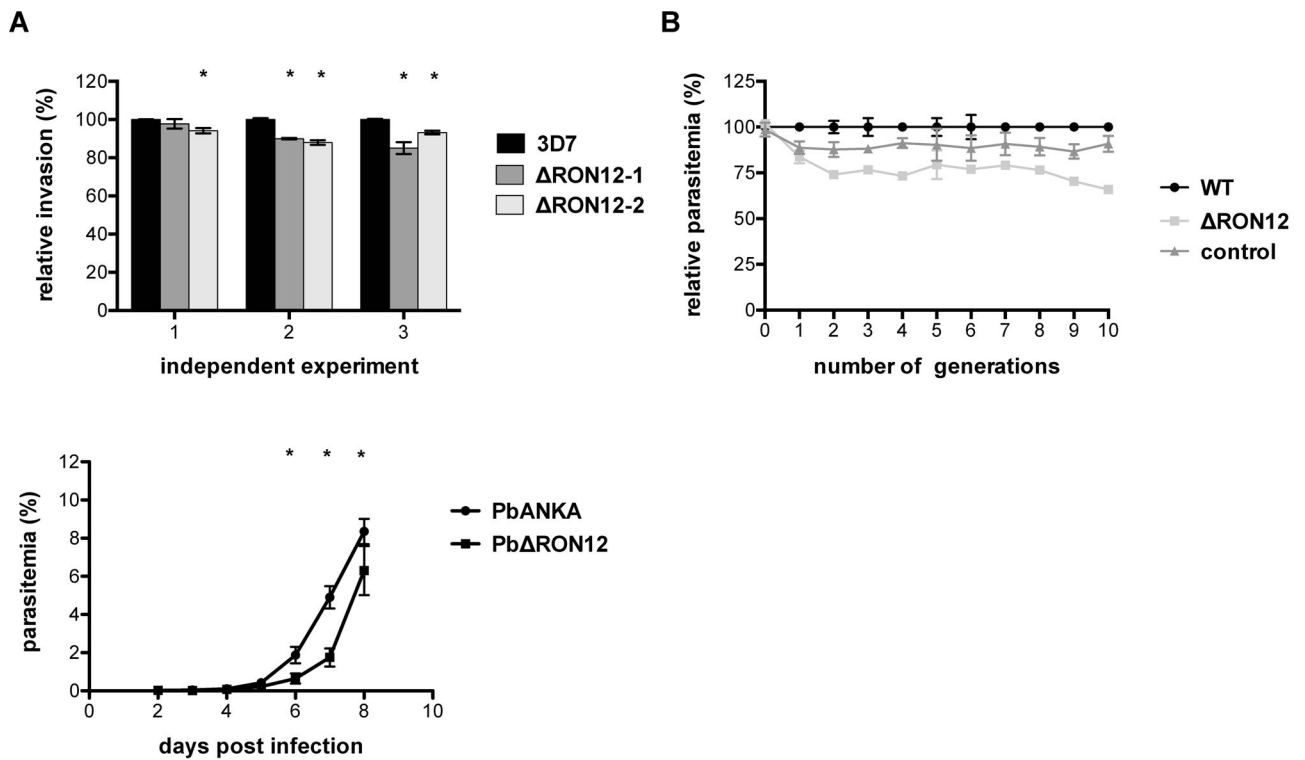 A
* * * * *
relative invasion (%)
120
100
80
60
40
20
0
1 2 3
independent experiment
3D7
ΔRON12-1
ΔRON12-2
B
relative parasitemia (%)
125
100
75
50
25
0
0 1 2 3 4 5 6 7 8 9 10
number of generations
WT
ΔRON12
control
* * *
parasitemia (%)
12
10
8
6
4
2
0
0 2 4 6 8 10
days post infection
PbANKA
PbΔRON12